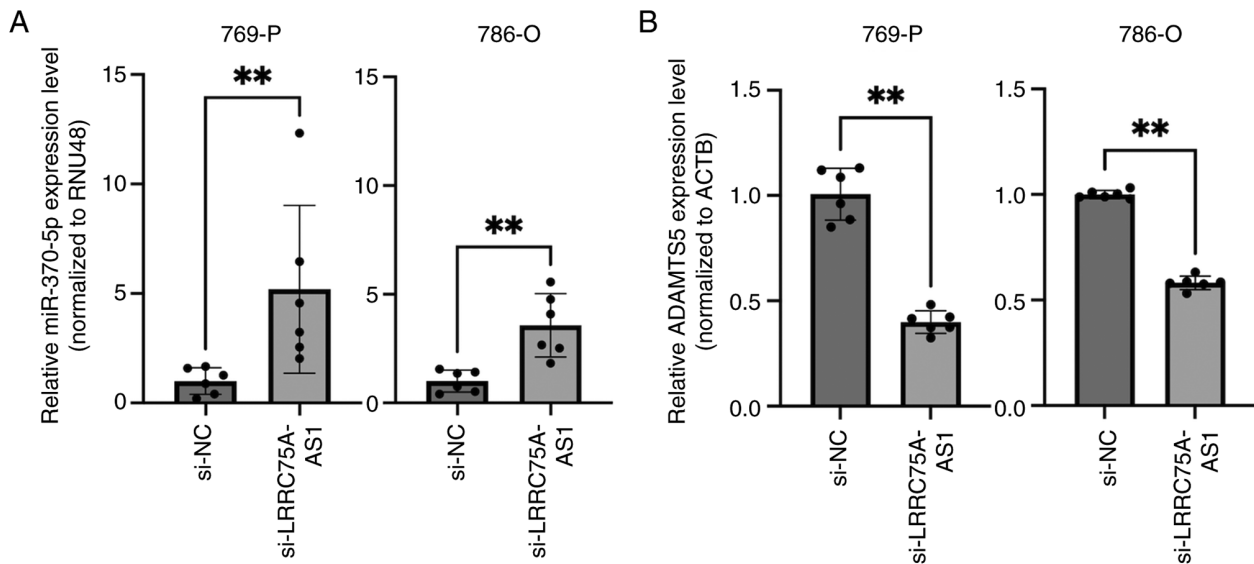 A
Relative miR-370-5p expression level
(normalized to RNU48)
769-P
15
10
5
0
**
si-NC
si-LRRC75A-
AS1
786-O
15
10
5
0
**
si-NC
si-LRRC75A-
AS1
B
Relative ADAMTS5 expression level
(normalized to ACTB)
769-P
1.5
1.0
0.5
0.0
**
si-NC
si-LRRC75A-
AS1
786-O
1.5
1.0
0.5
0.0
**
si-NC
si-LRRC75A-
AS1